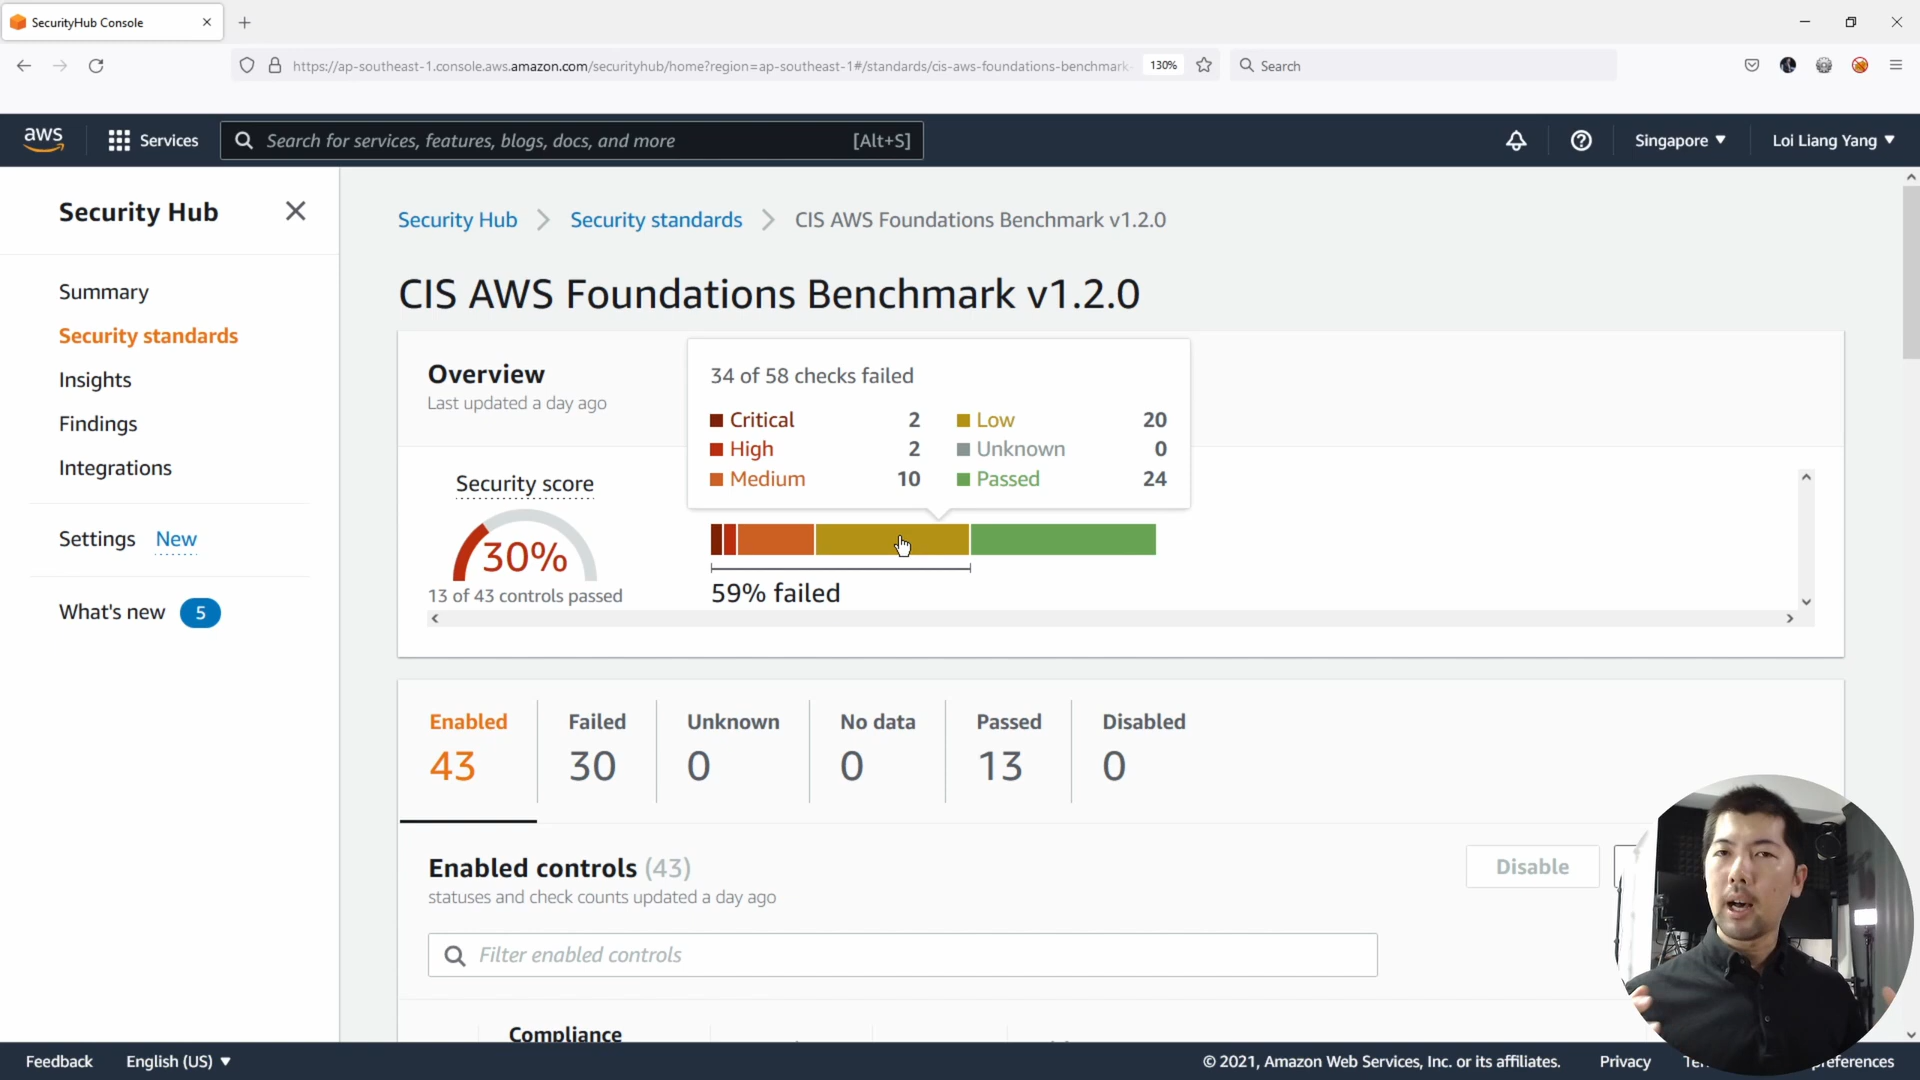 SecurityHub Console
https://ap-southeast-1.console.aws.amazon.com/securityhub/home?region=ap-southeast-1#/standards/cis-aws-foundations-benchmark-
130%
Search
aws
Services
Search for services, features, blogs, docs, and more
[Alt+S]
Singapore
Loi Liang Yang
Security Hub
Summary
Security standards
Insights
Findings
Integrations
Settings New
What's new 5
Security Hub Security standards CIS AWS Foundations Benchmark v1.2.0
CIS AWS Foundations Benchmark v1.2.0
Overview
Last updated a day ago
34 of 58 checks failed
Critical 2 Low 20
High 2 Unknown 0
Medium 10 Passed 24
Security score
30%
13 of 43 controls passed
59% failed
Enabled Failed Unknown No data Passed Disabled
43 30 0 0 13 0
Enabled controls (43)
statuses and check counts updated a day ago
Disable
Filter enabled controls
Compliance
Feedback English (US)
© 2021, Amazon Web Services, Inc. or its affiliates. Privacy